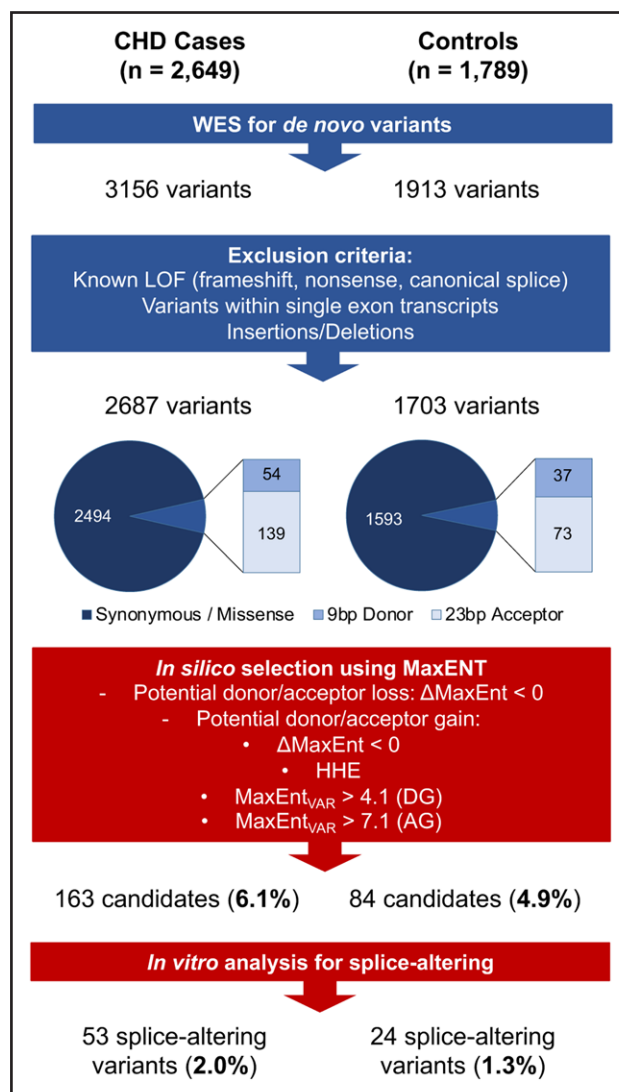 CHD Cases
(n = 2,649)
Controls
(n = 1,789)
WES for de novo variants
3156 variants
1913 variants
Exclusion criteria:
Known LOF (frameshift, nonsense, canonical splice)
Variants within single exon transcripts
Insertions/Deletions
2687 variants
1703 variants
2494
54
139
1593
37
73
Synonymous / Missense
9bp Donor
23bp Acceptor
In silico selection using MaxENT
- Potential donor/acceptor loss: ΔMaxEnt < 0
- Potential donor/acceptor gain:
• ΔMaxEnt < 0
• HHE
• MaxEntVAR > 4.1 (DG)
• MaxEntVAR > 7.1 (AG)
163 candidates (6.1%)
84 candidates (4.9%)
In vitro analysis for splice-altering
53 splice-altering
variants (2.0%)
24 splice-altering
variants (1.3%)